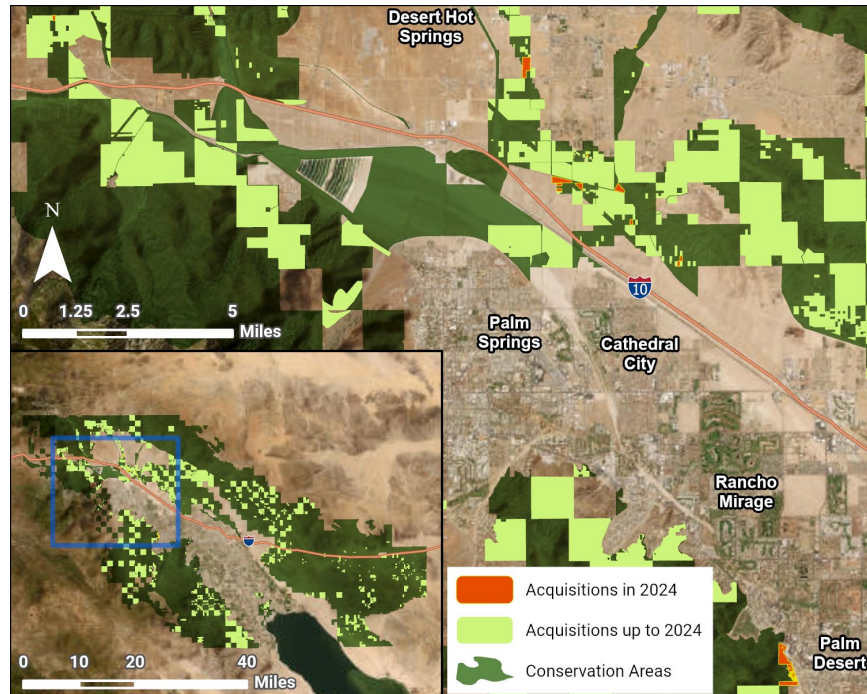 Desert Hot
Springs
N
0 1.25 2.5 5
Miles
10
Palm
Springs
Cathedral
City
Rancho
Mirage
Palm
Desert
0 20 40
Miles
Acquisitions in 2024
Acquisitions up to 2024
Conservation Areas